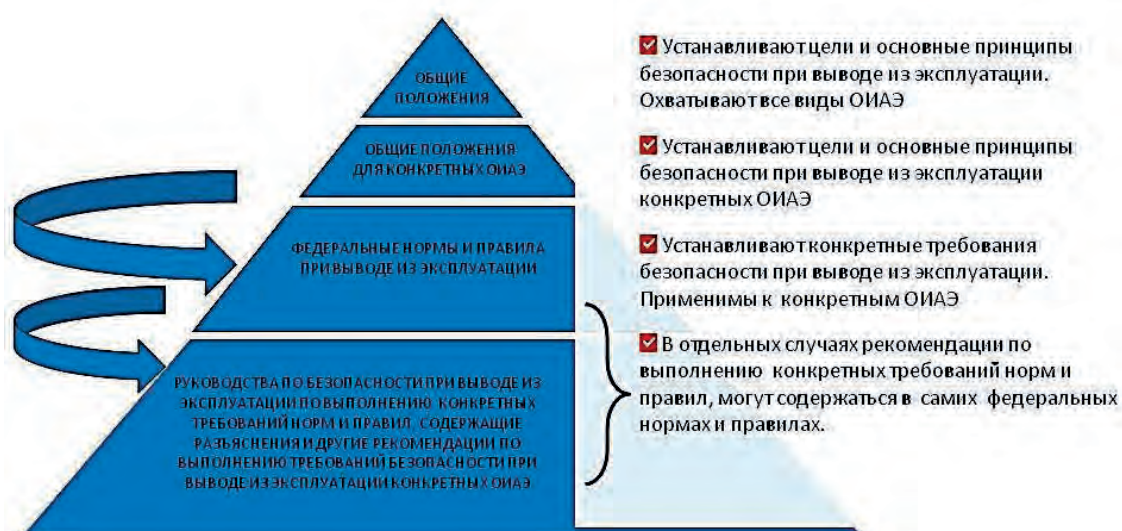 ОБЩИЕ
ПОЛОЖЕНИЯ
ОБЩИЕ ПОЛОЖЕНИЯ
ДЛЯ КОНКРЕТНЫХ ОИАЭ
ФЕДЕРАЛЬНЫЕ НОРМЫ И ПРАВИЛА
ПРИ ВЫВОДЕ ИЗ ЭКСПЛУАТАЦИИ
РУКОВОДСТВА ПО БЕЗОПАСНОСТИ ПРИ ВЫВОДЕ ИЗ
ЭКСПЛУАТАЦИИ ПО ВЫПОЛНЕНИЮ КОНКРЕТНЫХ
ТРЕБОВАНИЙ НОРМ И ПРАВИЛ, СОДЕРЖАЩИЕ
РАЗЪЯСНЕНИЯ И ДРУГИЕ РЕКОМЕНДАЦИИ ПО
ВЫПОЛНЕНИЮ ТРЕБОВАНИЙ БЕЗОПАСНОСТИ ПРИ
ВЫВОДЕ ИЗ ЭКСПЛУАТАЦИИ КОНКРЕТНЫХ ОИАЭ
Устанавливают цели и основные принципы
безопасности при выводе из эксплуатации.
Охватывают все виды ОИАЭ
Устанавливают цели и основные принципы
безопасности при выводе из эксплуатации
конкретных ОИАЭ
Устанавливают конкретные требования
безопасности при выводе из эксплуатации.
Применимы к конкретным ОИАЭ
В отдельных случаях рекомендации по
выполнению конкретных требований норм и
правил, могут содержаться в самих федеральных
нормах и правилах.